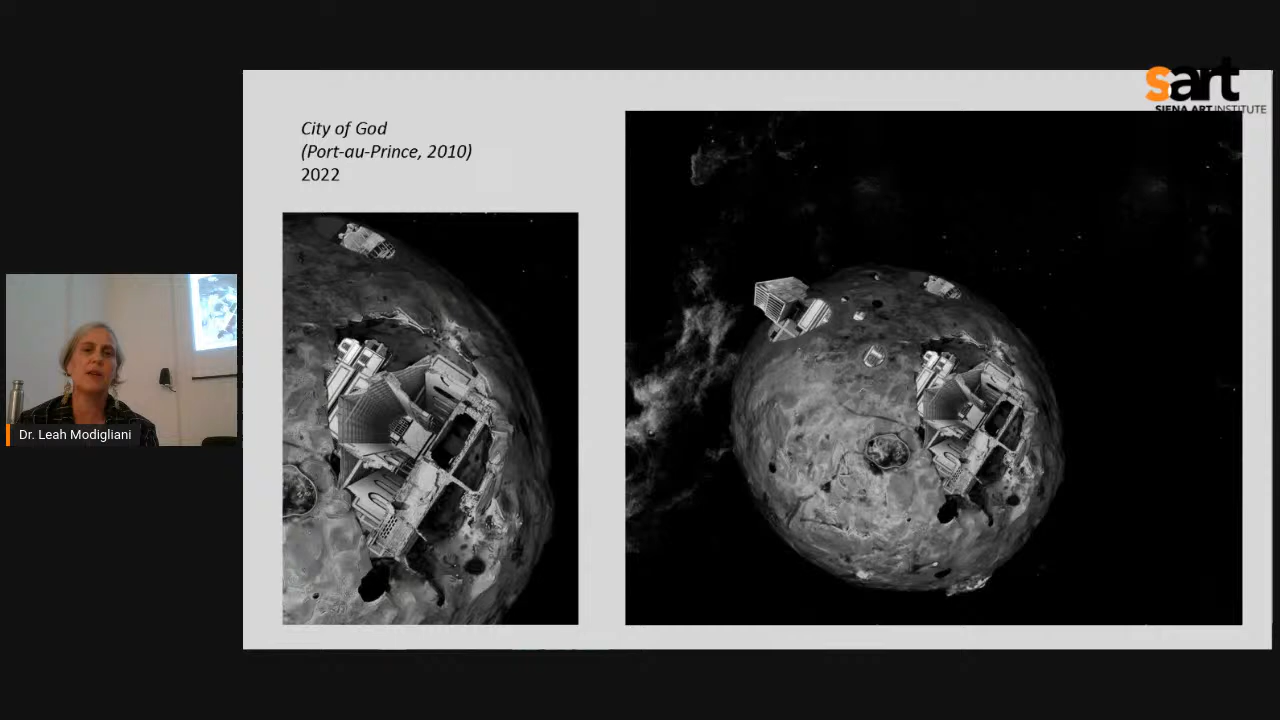 City of God
(Port-au-Prince, 2010)
2022
sart
SIENA ART INSTITUTE
Dr. Leah Modigliani